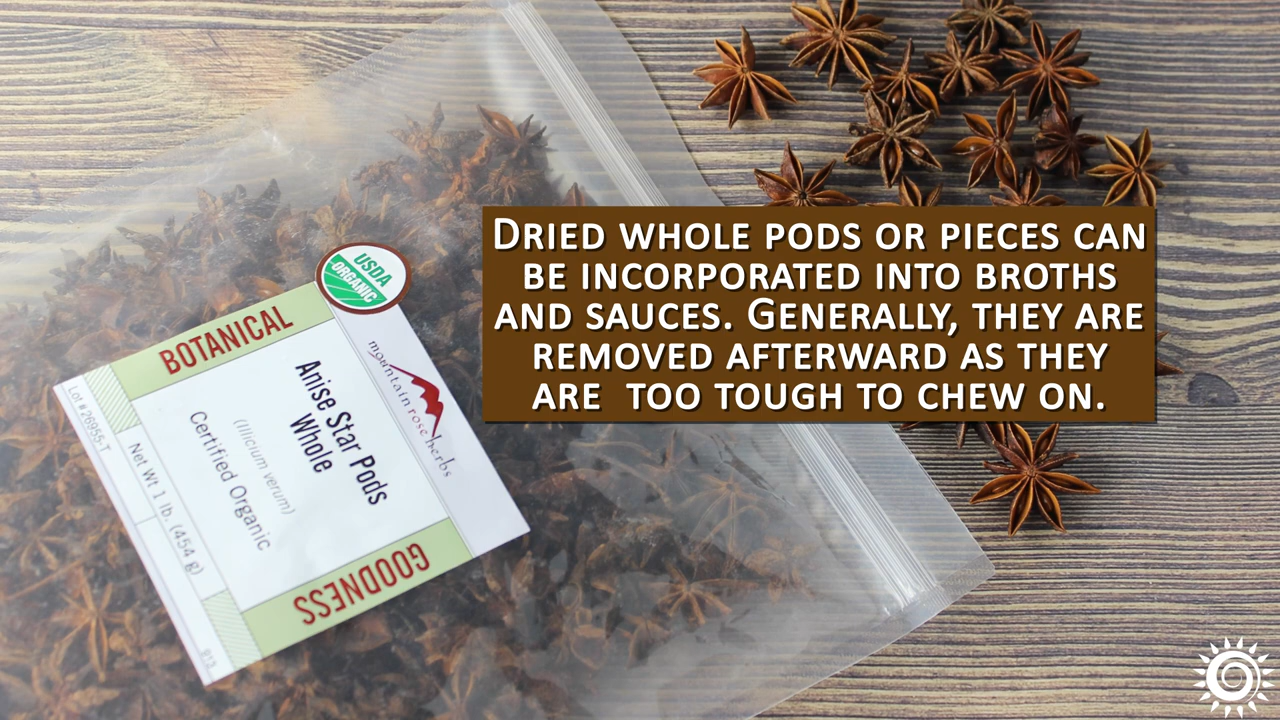 DRIED WHOLE PODS OR PIECES CAN
BE INCORPORATED INTO BROTHS
AND SAUCES. GENERALLY, THEY ARE
REMOVED AFTERWARD AS THEY
ARE  TOO TOUGH TO CHEW ON.
USDA
ORGANIC
BOTANICAL
mountain rose herbs
Anise Star Pods
Whole
(Illicium verum)
Certified Organic
Lot # 26955-T
Net Wt 1 lb. (454 g)
GOODNESS